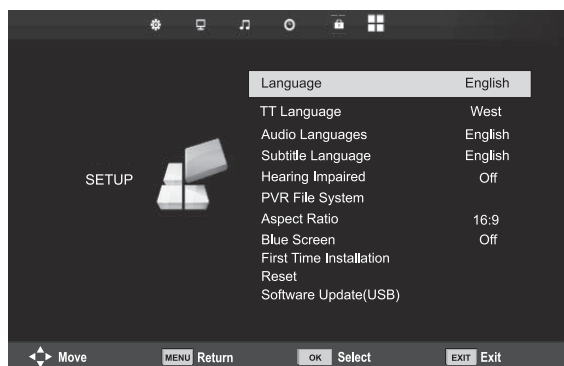 Language English
TT Language West
Audio Languages English
Subtitle Language English
SETUP
Hearing Impaired Off
PVR File System
Aspect Ratio 16:9
Blue Screen Off
First Time Installation
Reset
Software Update(USB)
Move MENU Return OK Select EXIT Exit